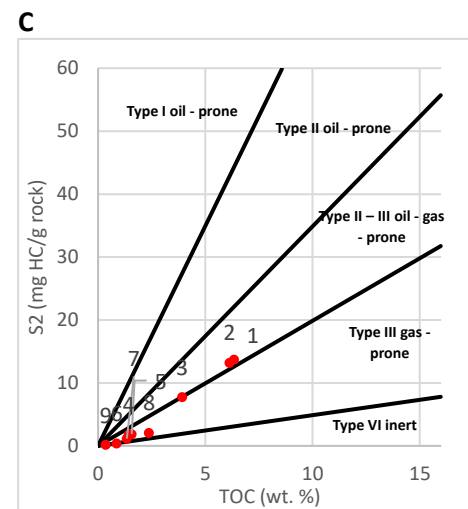 C
60
50
40
30
20
10
0
S2 (mg HC/g rock)
Type I oil - prone
Type II oil - prone
Type II – III oil - gas
- prone
Type III gas -
prone
Type VI inert
2 1
7
3
5
8
9 6 4
0 5 10 15
TOC (wt. %)